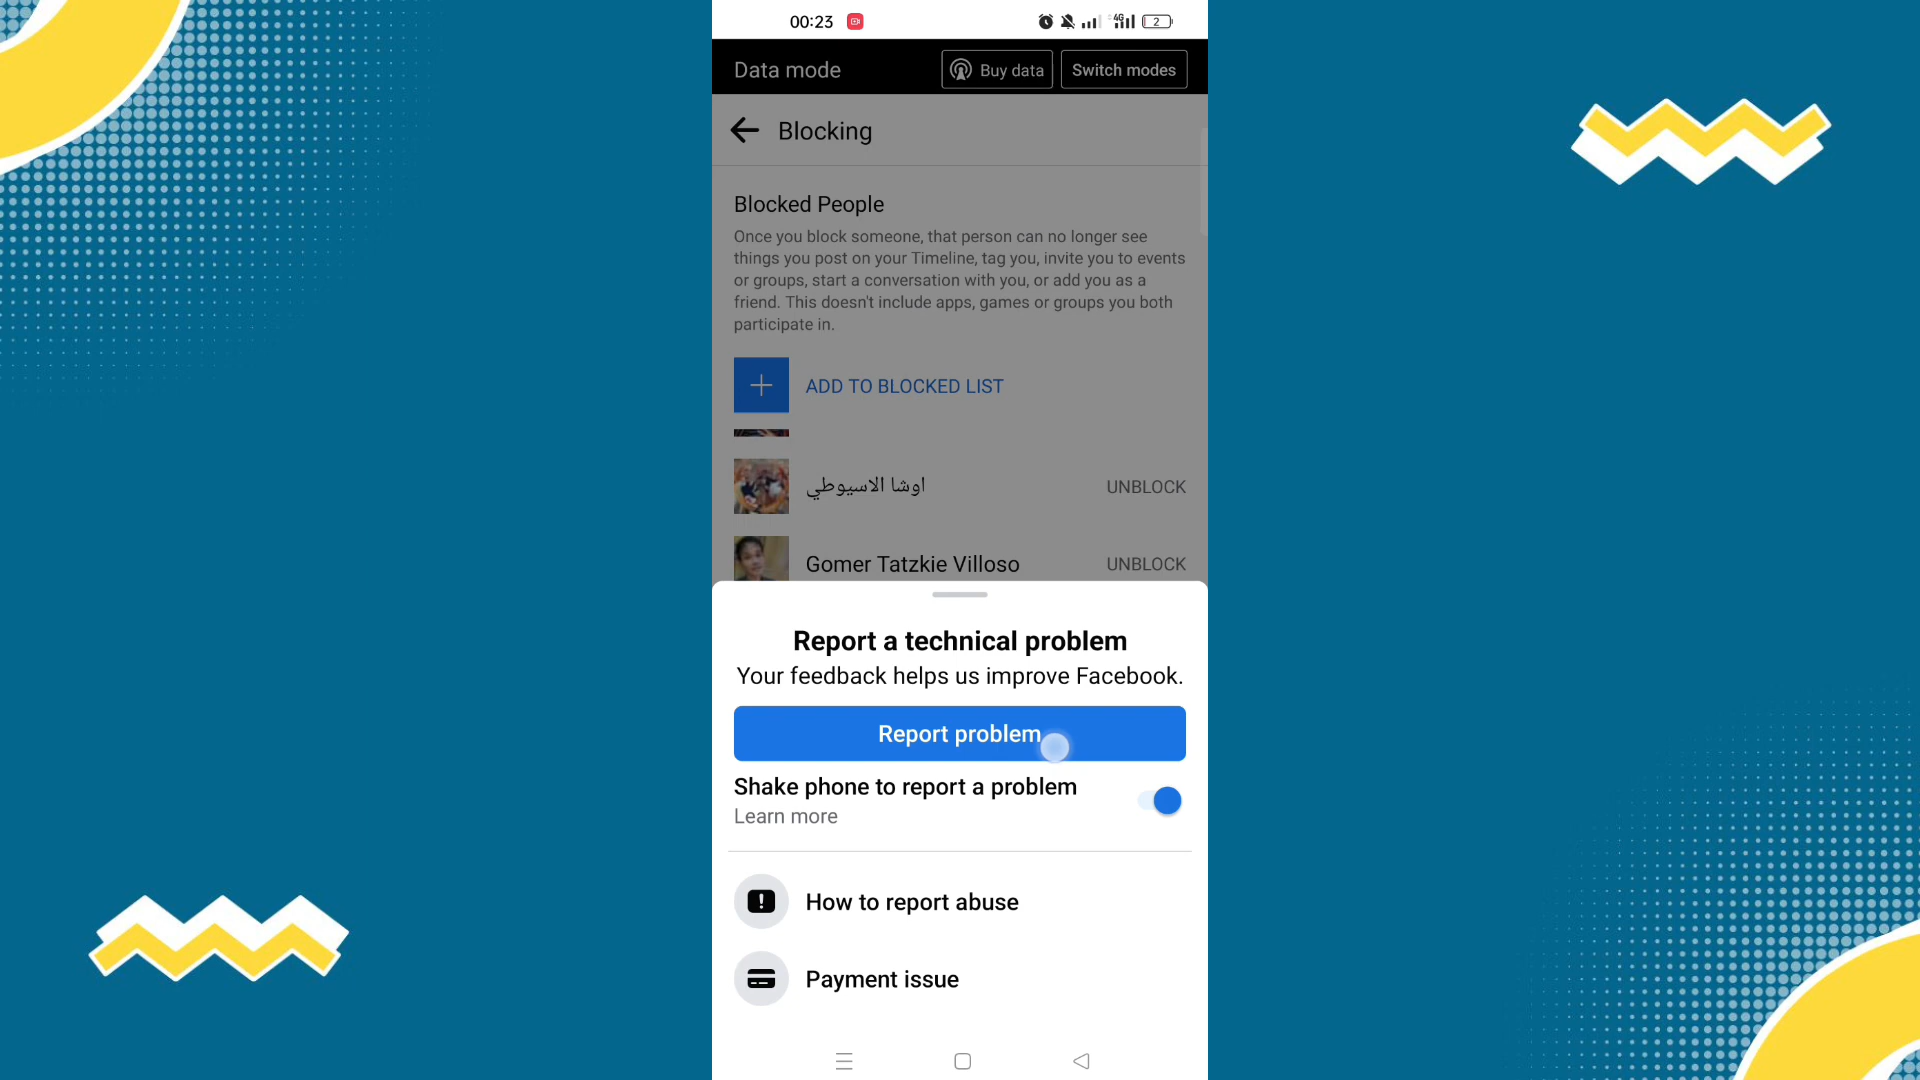 00:23
4G
2
Data mode
Buy data
Switch modes
Blocking
Blocked People
Once you block someone, that person can no longer see
things you post on your Timeline, tag you, invite you to events
or groups, start a conversation with you, or add you as a
friend. This doesn't include apps, games or groups you both
participate in.
ADD TO BLOCKED LIST
اوشا الاسيوطي
UNBLOCK
Gomer Tatzkie Villoso
UNBLOCK
Report a technical problem
Your feedback helps us improve Facebook.
Report problem
Shake phone to report a problem
Learn more
How to report abuse
Payment issue